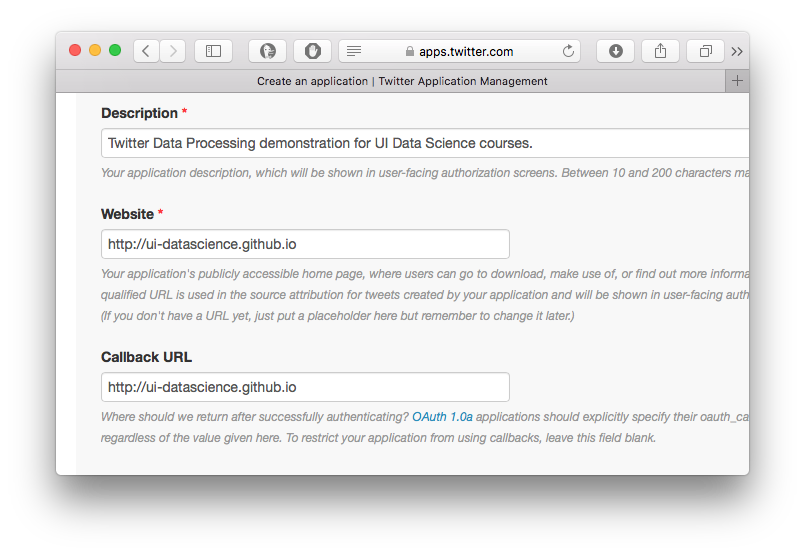 apps.twitter.com
Create an application | Twitter Application Management
Description *
Twitter Data Processing demonstration for UI Data Science courses.
Your application description, which will be shown in user-facing authorization screens. Between 10 and 200 characters ma
Website *
http://ui-datascience.github.io
Your application's publicly accessible home page, where users can go to download, make use of, or find out more informa
qualified URL is used in the source attribution for tweets created by your application and will be shown in user-facing auth
(If you don't have a URL yet, just put a placeholder here but remember to change it later.)
Callback URL
http://ui-datascience.github.io
Where should we return after successfully authenticating? OAuth 1.0a applications should explicitly specify their oauth_ca
regardless of the value given here. To restrict your application from using callbacks, leave this field blank.